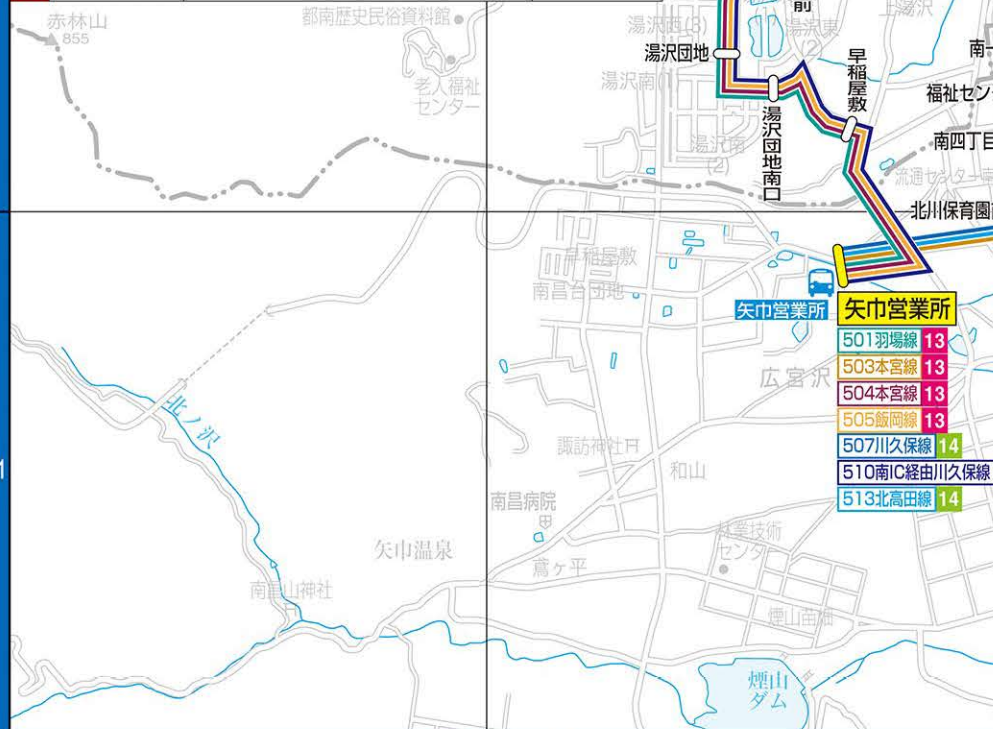 赤林山
855
都南歴史民俗資料館
老人福祉
センター
湯沢西(3)
湯沢団地
湯沢南(1)
湯沢東
(2)
(1)
前
上湯沢
早稲屋敷
湯沢団地南口
湯沢南
(2)
南一
福祉セン
南四丁目
流通センター南
北川保育園前
早稲屋敷
南昌台団地
矢巾営業所
矢巾営業所
501羽場線 13
503本宮線 13
504本宮線 13
505飯岡線 13
507川久保線 14
510南IC経由川久保線
513北高田線 14
広宮沢
北ノ沢
諏訪神社
和山
南昌病院
矢巾温泉
鳶ヶ平
林業技術
センター
南昌山神社
煙山苗畑
煙山
ダム
1